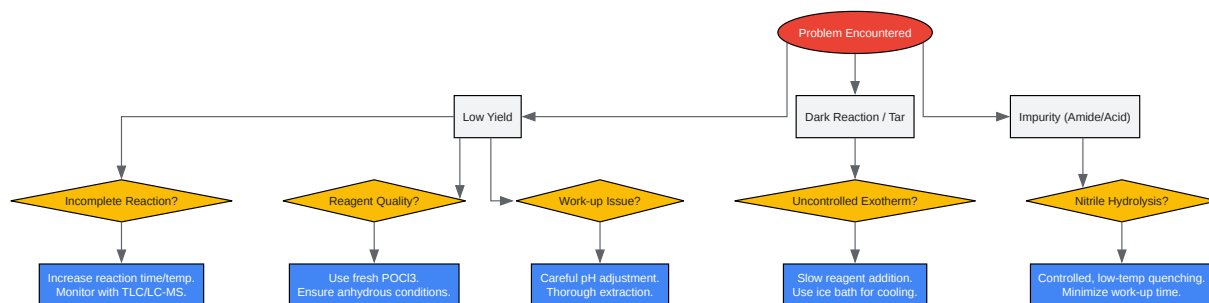 Problem Encountered
Low Yield
Dark Reaction / Tar
Impurity (Amide/Acid)
Incomplete Reaction?
Reagent Quality?
Work-up Issue?
Uncontrolled Exotherm?
Nitrile Hydrolysis?
Increase reaction time/temp.
Monitor with TLC/LC-MS.
Use fresh POCl3.
Ensure anhydrous conditions.
Careful pH adjustment.
Thorough extraction.
Slow reagent addition.
Use ice bath for cooling.
Controlled, low-temp quenching.
Minimize work-up time.